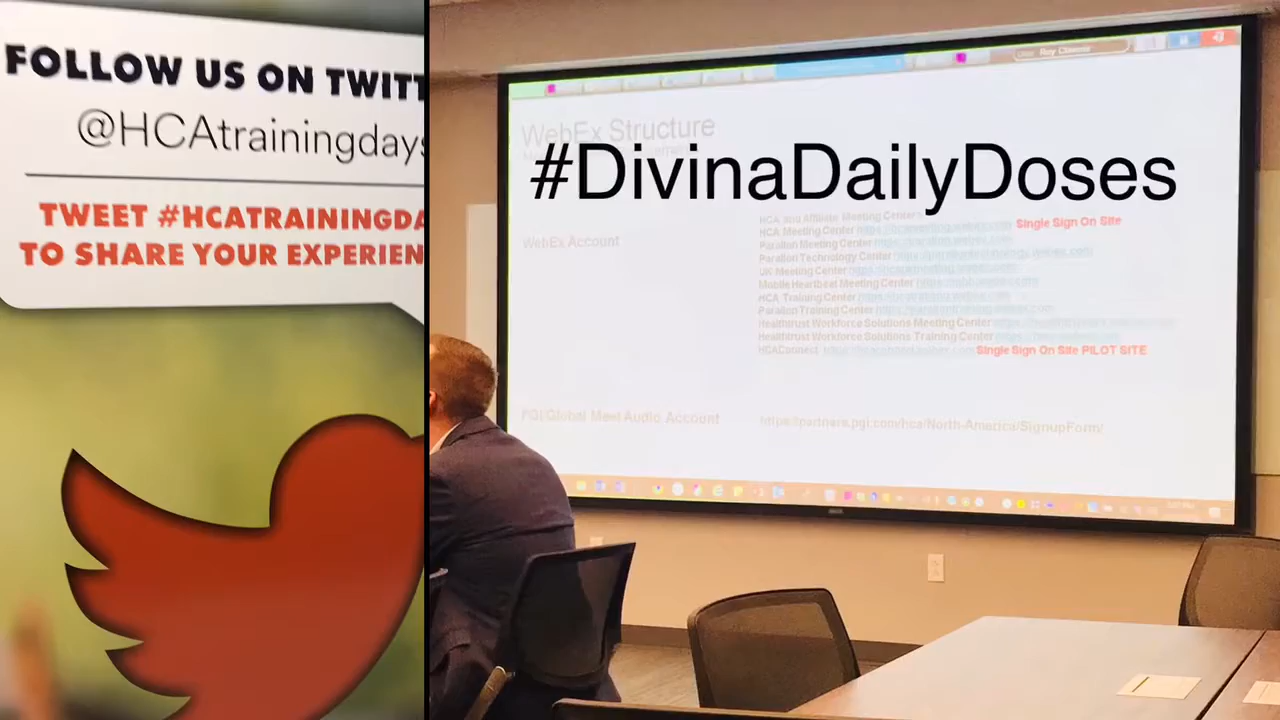 FOLLOW US ON TWITT
@HCAtrainingdays
TWEET #HCATRAININGDA
TO SHARE YOUR EXPERIEN
Roy
WebEx Structure
#DivinaDailyDoses
WebEx Account
HCA and Affiliate Meeting Center
HCA Meeting Center Single Sign On Site
Parallon Meeting Center
Parallon Technology Center
UK Meeting Center
Mobile Heartbeat Meeting Center
HCA Training Center
Parallon Training Center
Healthtrust Workforce Solutions Meeting Center
Healthtrust Workforce Solutions Training Center
HCAConnect Single Sign On Site PILOT SITE
PGI Global Meet Audio Account
https://partners.pgi.com/hca/North-America/SignupForm/